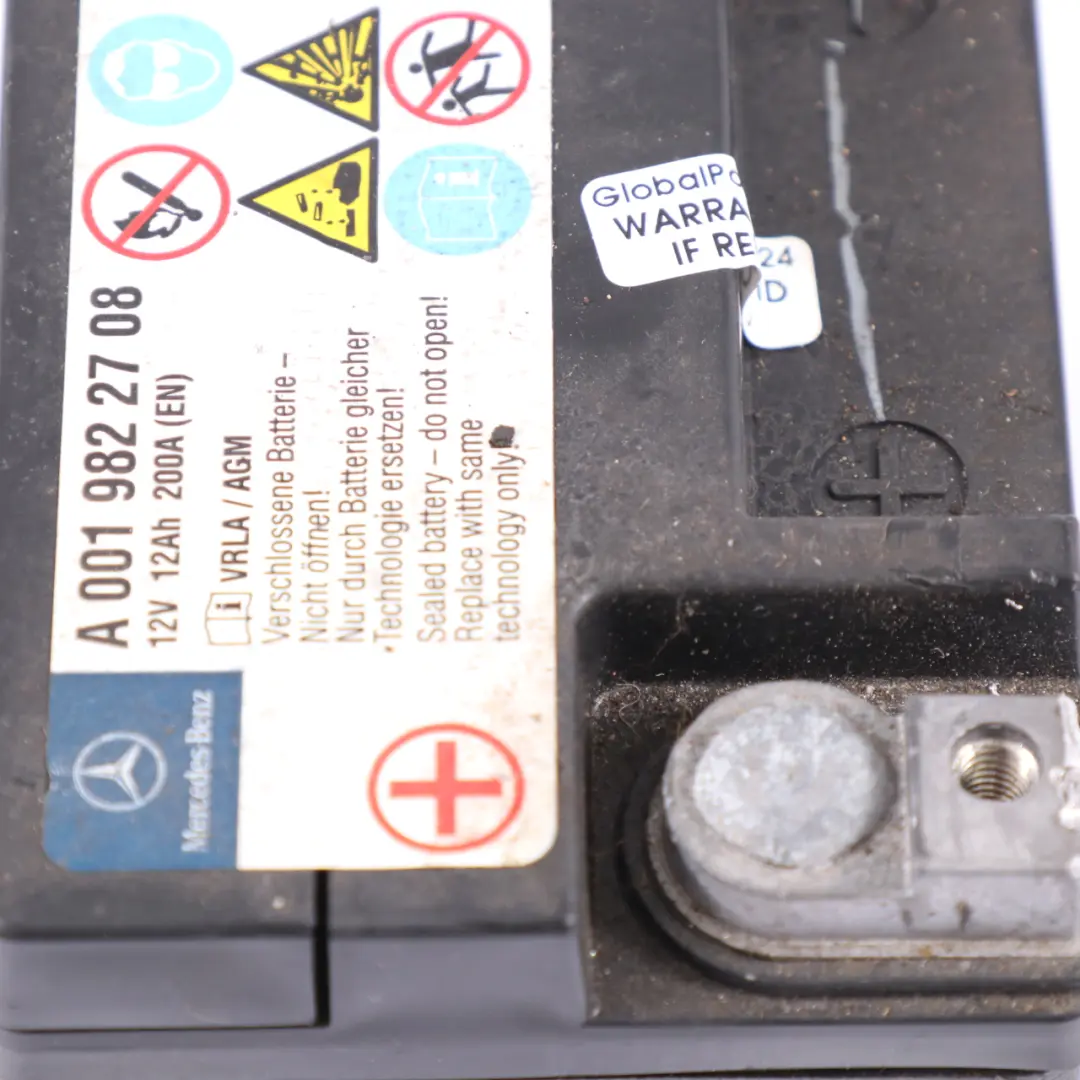 A 001 982 27 08
12V 12Ah 200A (EN)
i VRLA / AGM
Verschlossene Batterie –
Nicht öffnen!
Nur durch Batterie gleicher
Technologie ersetzen!
Sealed battery – do not open!
Replace with same
technology only!
Mercedes-Benz
+
GlobalP
WARRA
IF RE
24
ID
+